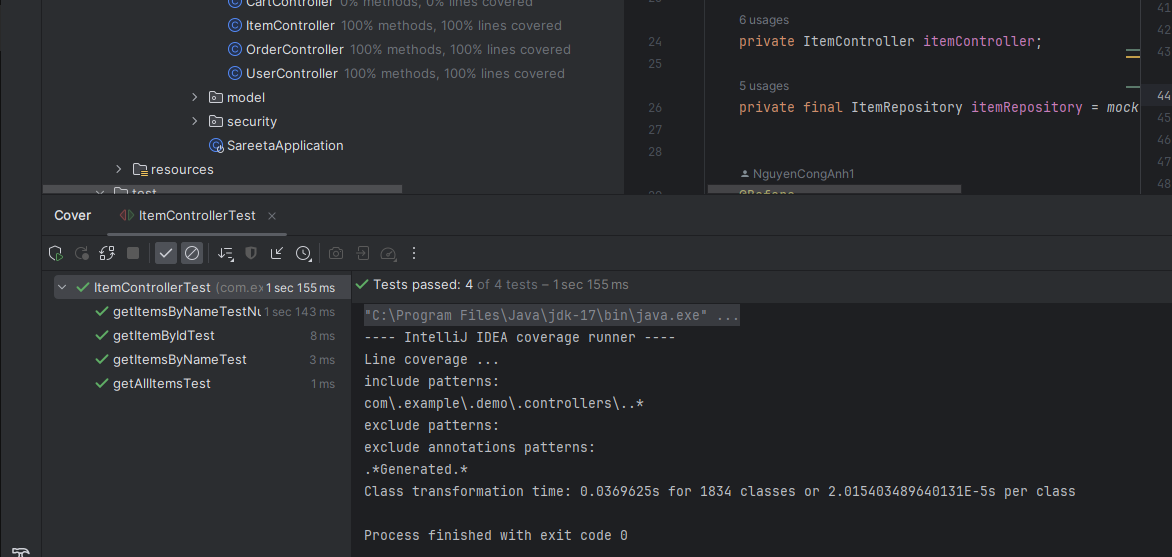 CartController 0% methods, 0% lines covered
ItemController 100% methods, 100% lines covered
OrderController 100% methods, 100% lines covered
UserController 100% methods, 100% lines covered
model
security
SareetaApplication
resources
test
6 usages
24 private ItemController itemController;
25
5 usages
26 private final ItemRepository itemRepository = mock
27
28
NguyenCongAnh1
@Before
41
42
43
44
45
46
47
48
Cover
ItemControllerTest
ItemControllerTest (com.ex 1 sec 155 ms
getItemsByNameTestNu 1 sec 143 ms
getItemByIdTest 8 ms
getItemsByNameTest 3 ms
getAllItemsTest 1 ms
Tests passed: 4 of 4 tests – 1 sec 155 ms
"C:\Program Files\Java\jdk-17\bin\java.exe" ...
---- IntelliJ IDEA coverage runner ----
Line coverage ...
include patterns:
com\.example\.demo\.controllers\..*
exclude patterns:
exclude annotations patterns:
.*Generated.*
Class transformation time: 0.0369625s for 1834 classes or 2.015403489640131E-5s per class
Process finished with exit code 0